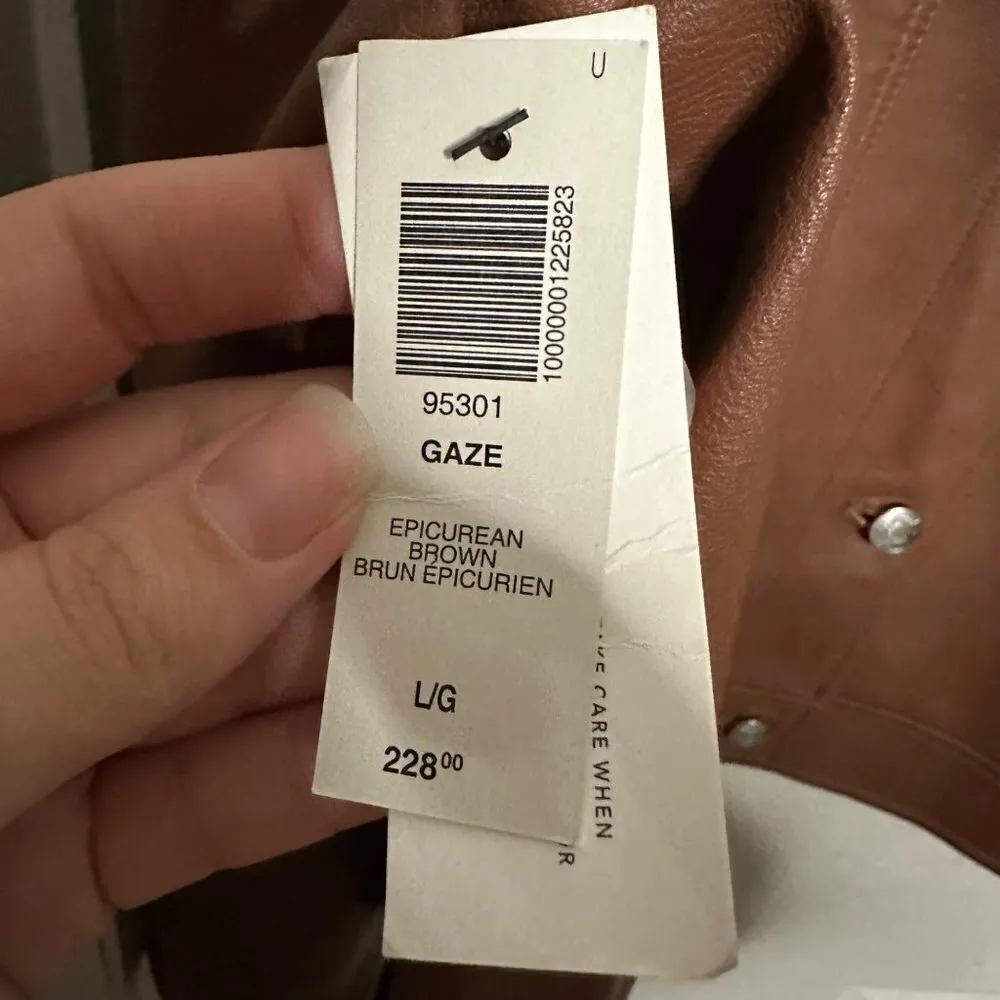 U
10000001225823
95301
GAZE
EPICUREAN
BROWN
BRUN ÉPICURIEN
L/G
228⁰⁰
CARE WHEN